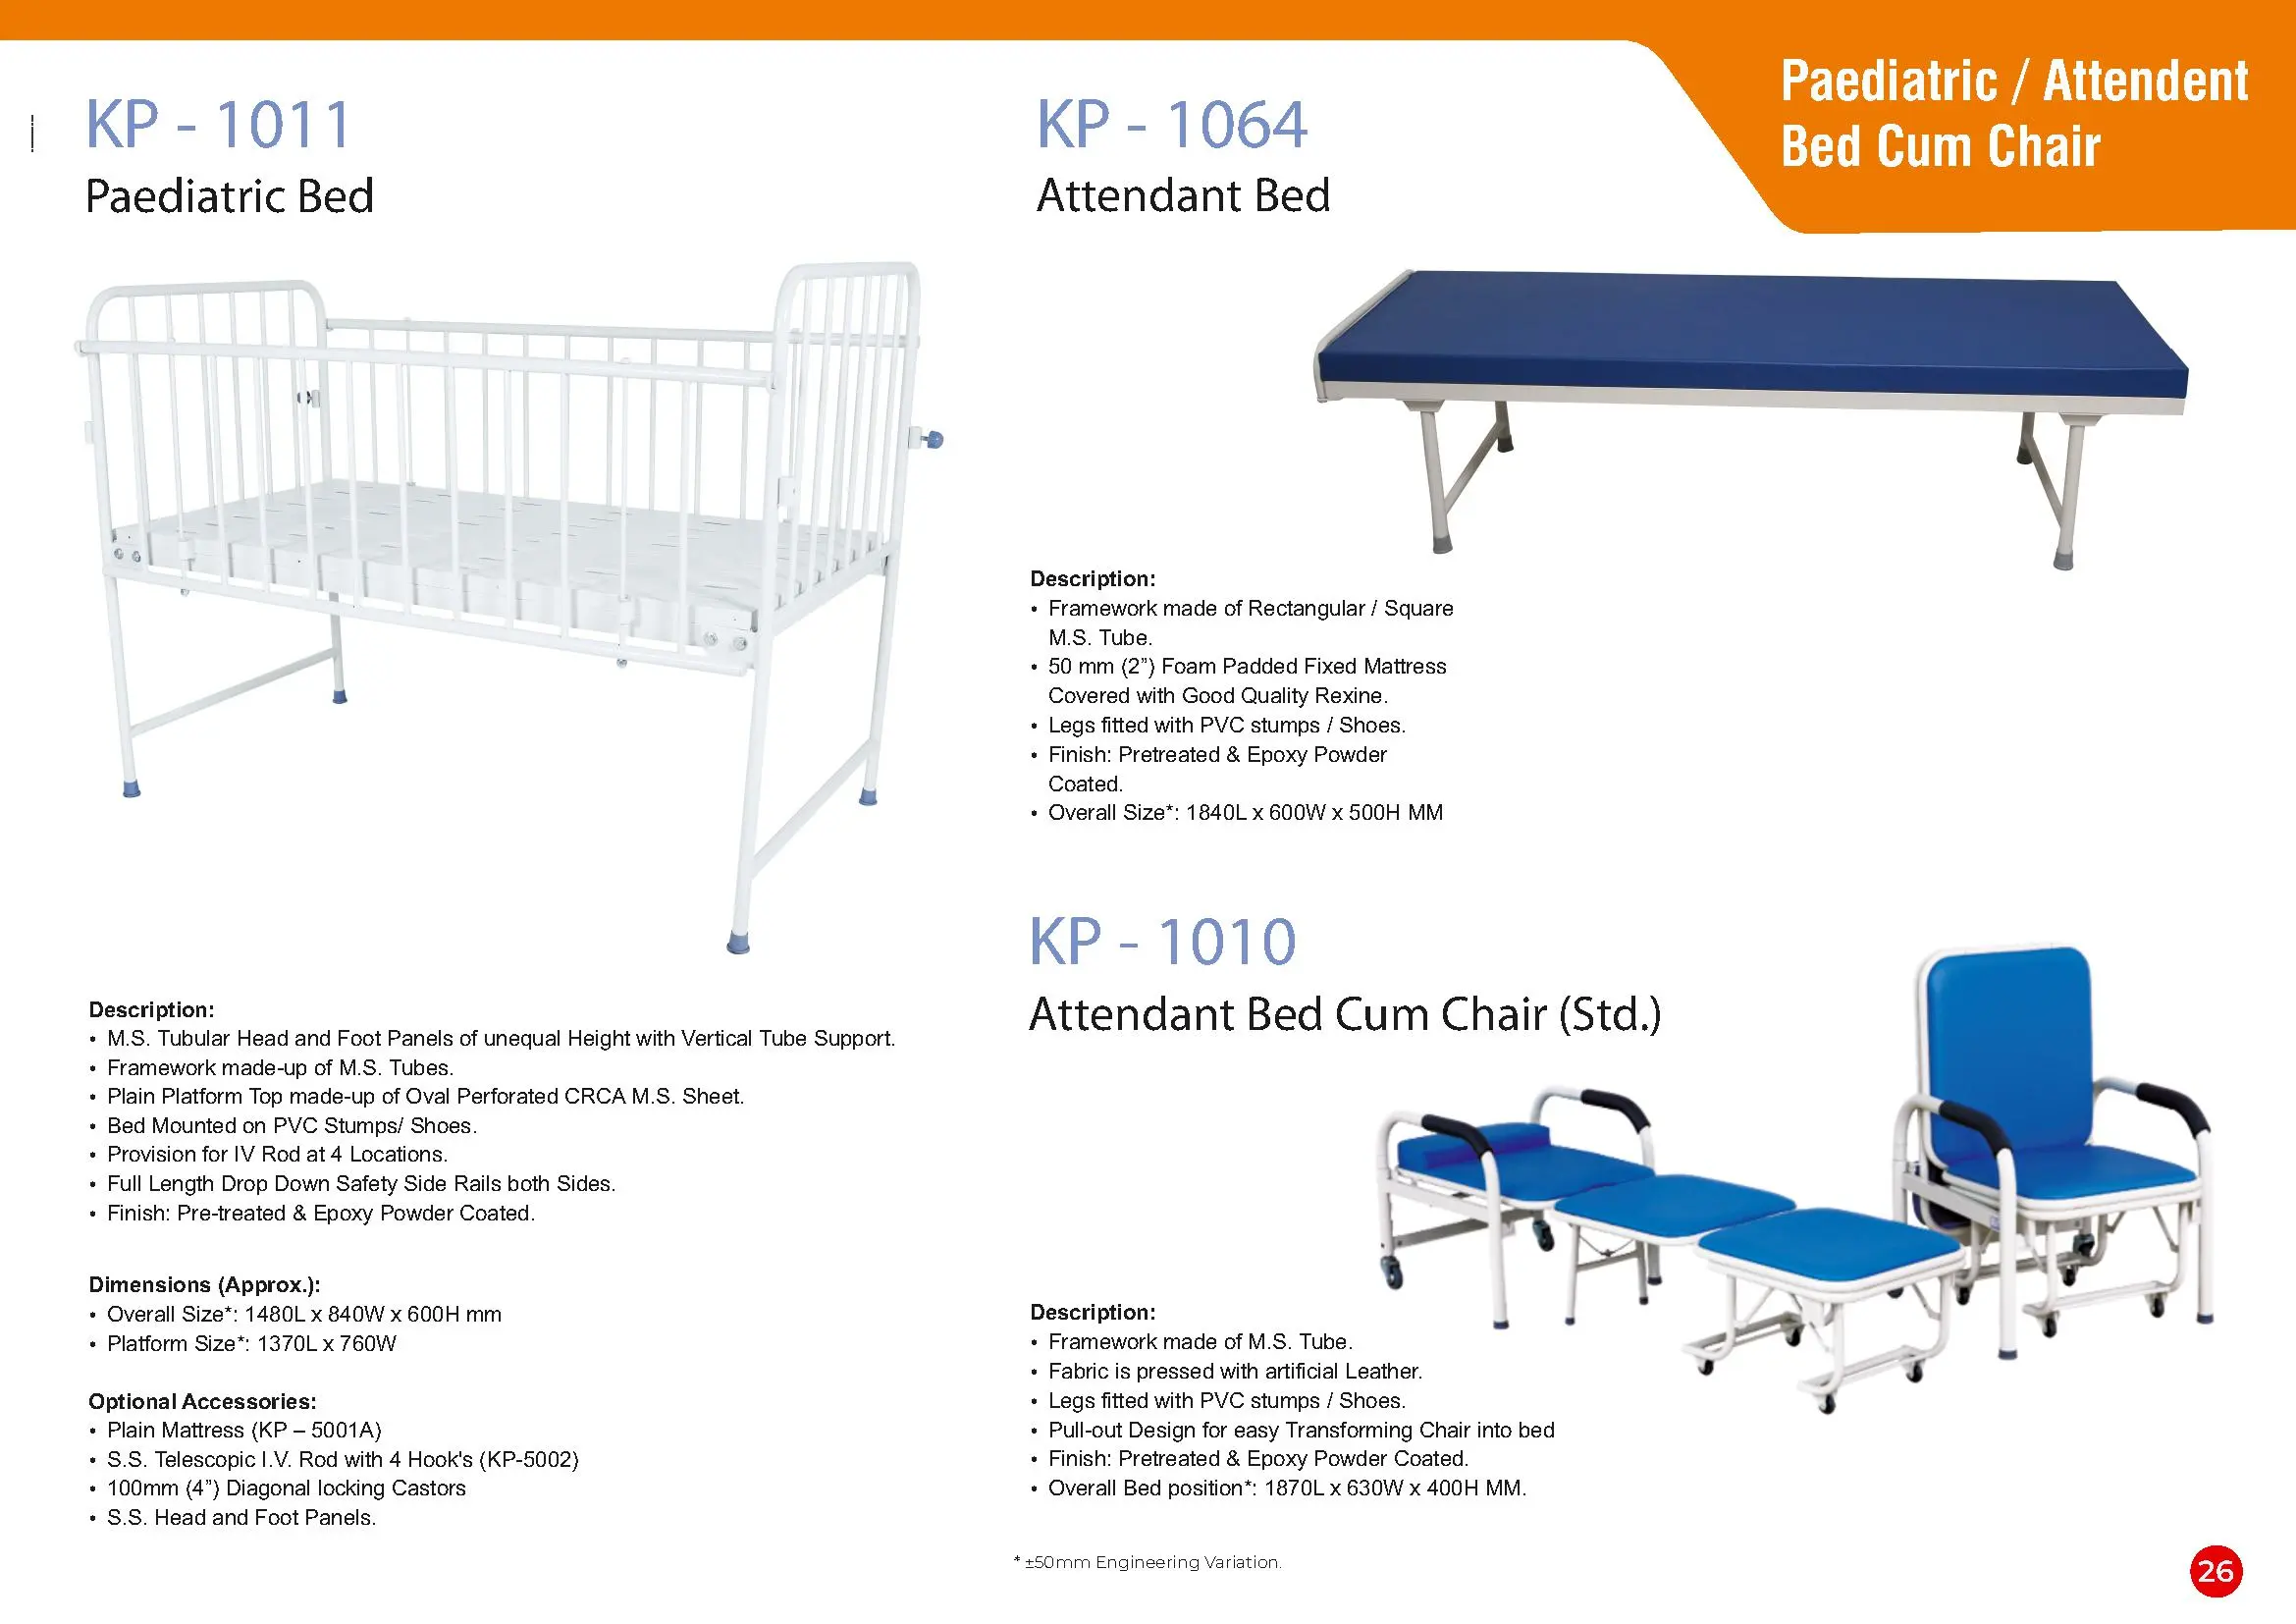 Paediatric / Attendent
Bed Cum Chair
KP - 1011
Paediatric Bed
Description:
• M.S. Tubular Head and Foot Panels of unequal Height with Vertical Tube Support.
• Framework made-up of M.S. Tubes.
• Plain Platform Top made-up of Oval Perforated CRCA M.S. Sheet.
• Bed Mounted on PVC Stumps/ Shoes.
• Provision for IV Rod at 4 Locations.
• Full Length Drop Down Safety Side Rails both Sides.
• Finish: Pre-treated & Epoxy Powder Coated.
Dimensions (Approx.):
• Overall Size*: 1480L x 840W x 600H mm
• Platform Size*: 1370L x 760W
Optional Accessories:
• Plain Mattress (KP – 5001A)
• S.S. Telescopic I.V. Rod with 4 Hook's (KP-5002)
• 100mm (4”) Diagonal locking Castors
• S.S. Head and Foot Panels.
KP - 1064
Attendant Bed
Description:
• Framework made of Rectangular / Square
M.S. Tube.
• 50 mm (2”) Foam Padded Fixed Mattress
Covered with Good Quality Rexine.
• Legs fitted with PVC stumps / Shoes.
• Finish: Pretreated & Epoxy Powder
Coated.
• Overall Size*: 1840L x 600W x 500H MM
KP - 1010
Attendant Bed Cum Chair (Std.)
Description:
• Framework made of M.S. Tube.
• Fabric is pressed with artificial Leather.
• Legs fitted with PVC stumps / Shoes.
• Pull-out Design for easy Transforming Chair into bed
• Finish: Pretreated & Epoxy Powder Coated.
• Overall Bed position*: 1870L x 630W x 400H MM.
* ±50mm Engineering Variation.
26